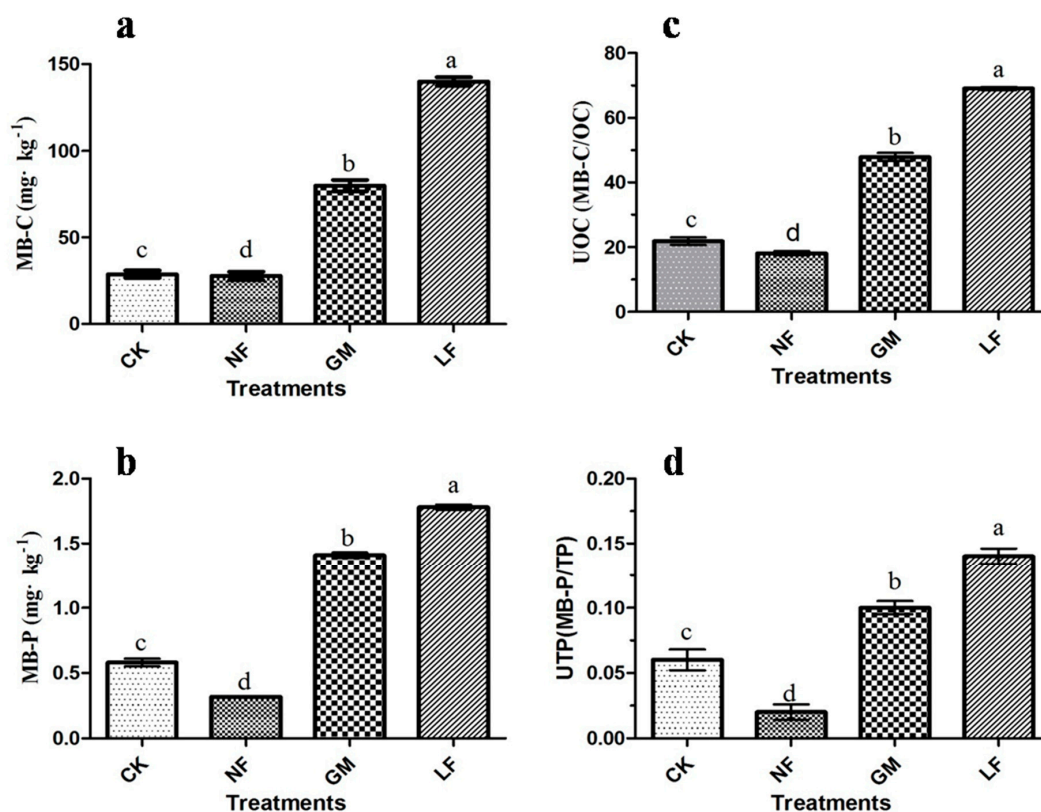 a
MB-C (mg· kg-1)
150
100
50
0
c
d
b
a
CK
NF
GM
LF
Treatments
c
UOC (MB-C/OC)
80
60
40
20
0
c
d
b
a
CK
NF
GM
LF
Treatments
b
MB-P (mg· kg-1)
2.0
1.5
1.0
0.5
0.0
c
d
b
a
CK
NF
GM
LF
Treatments
d
UTP(MB-P/TP)
0.20
0.15
0.10
0.05
0.00
c
d
b
a
CK
NF
GM
LF
Treatments